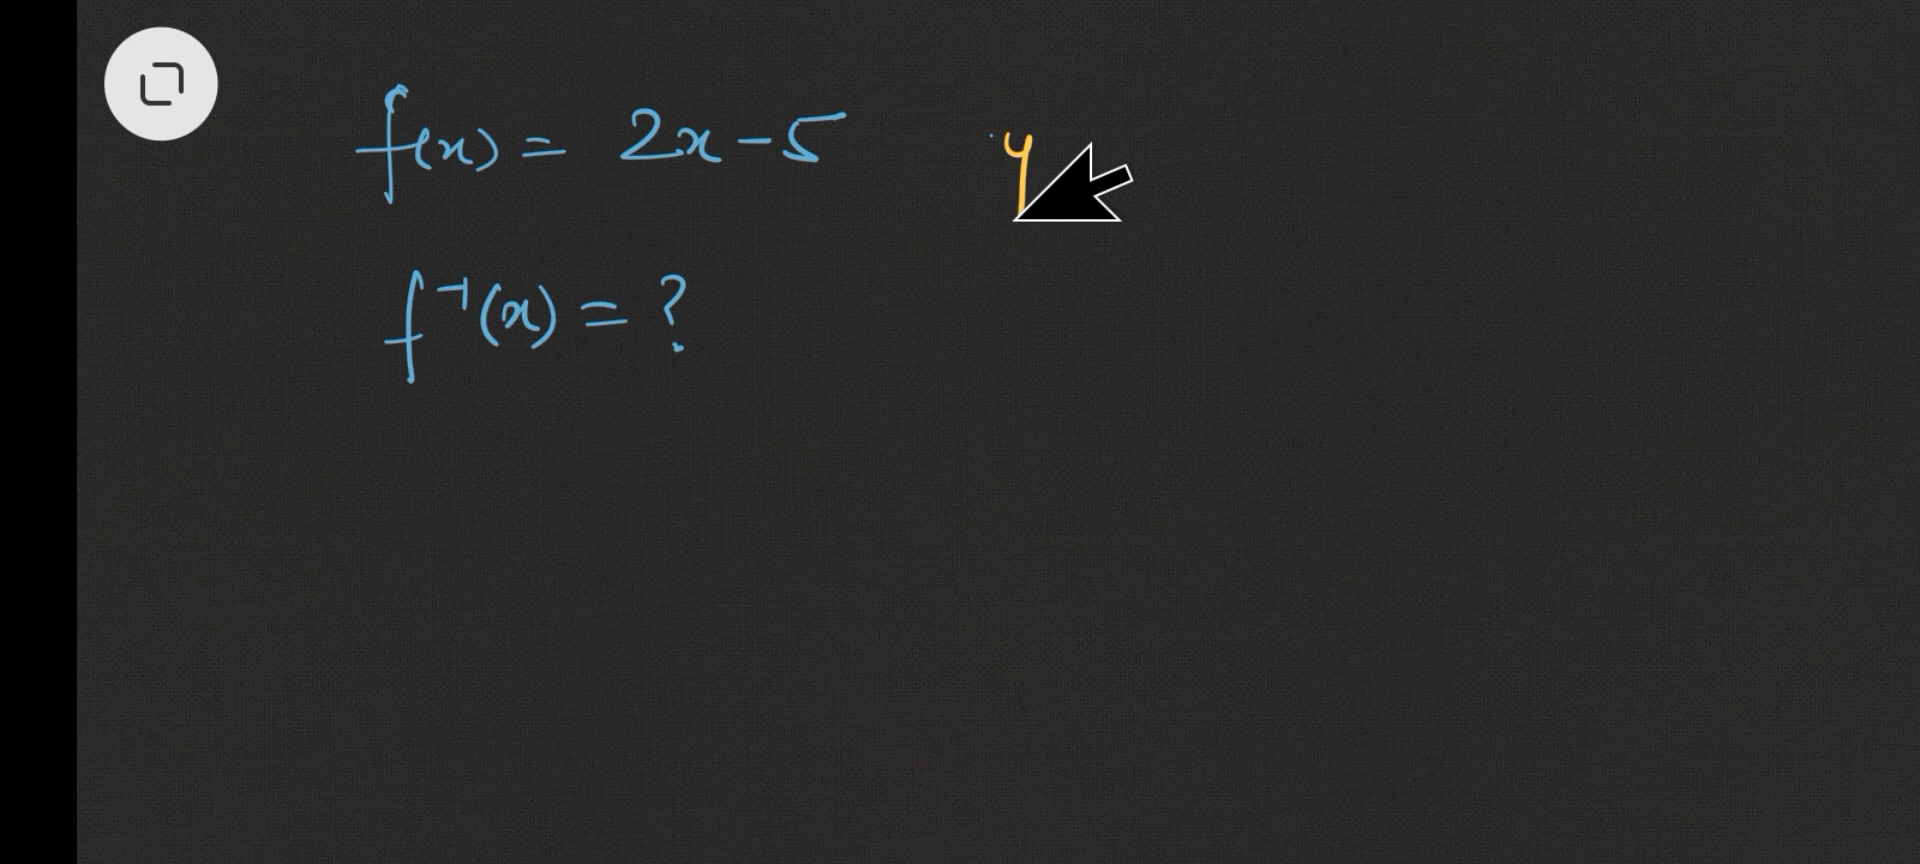 f(x) = 2x-5 y
f⁻¹(x) = ?